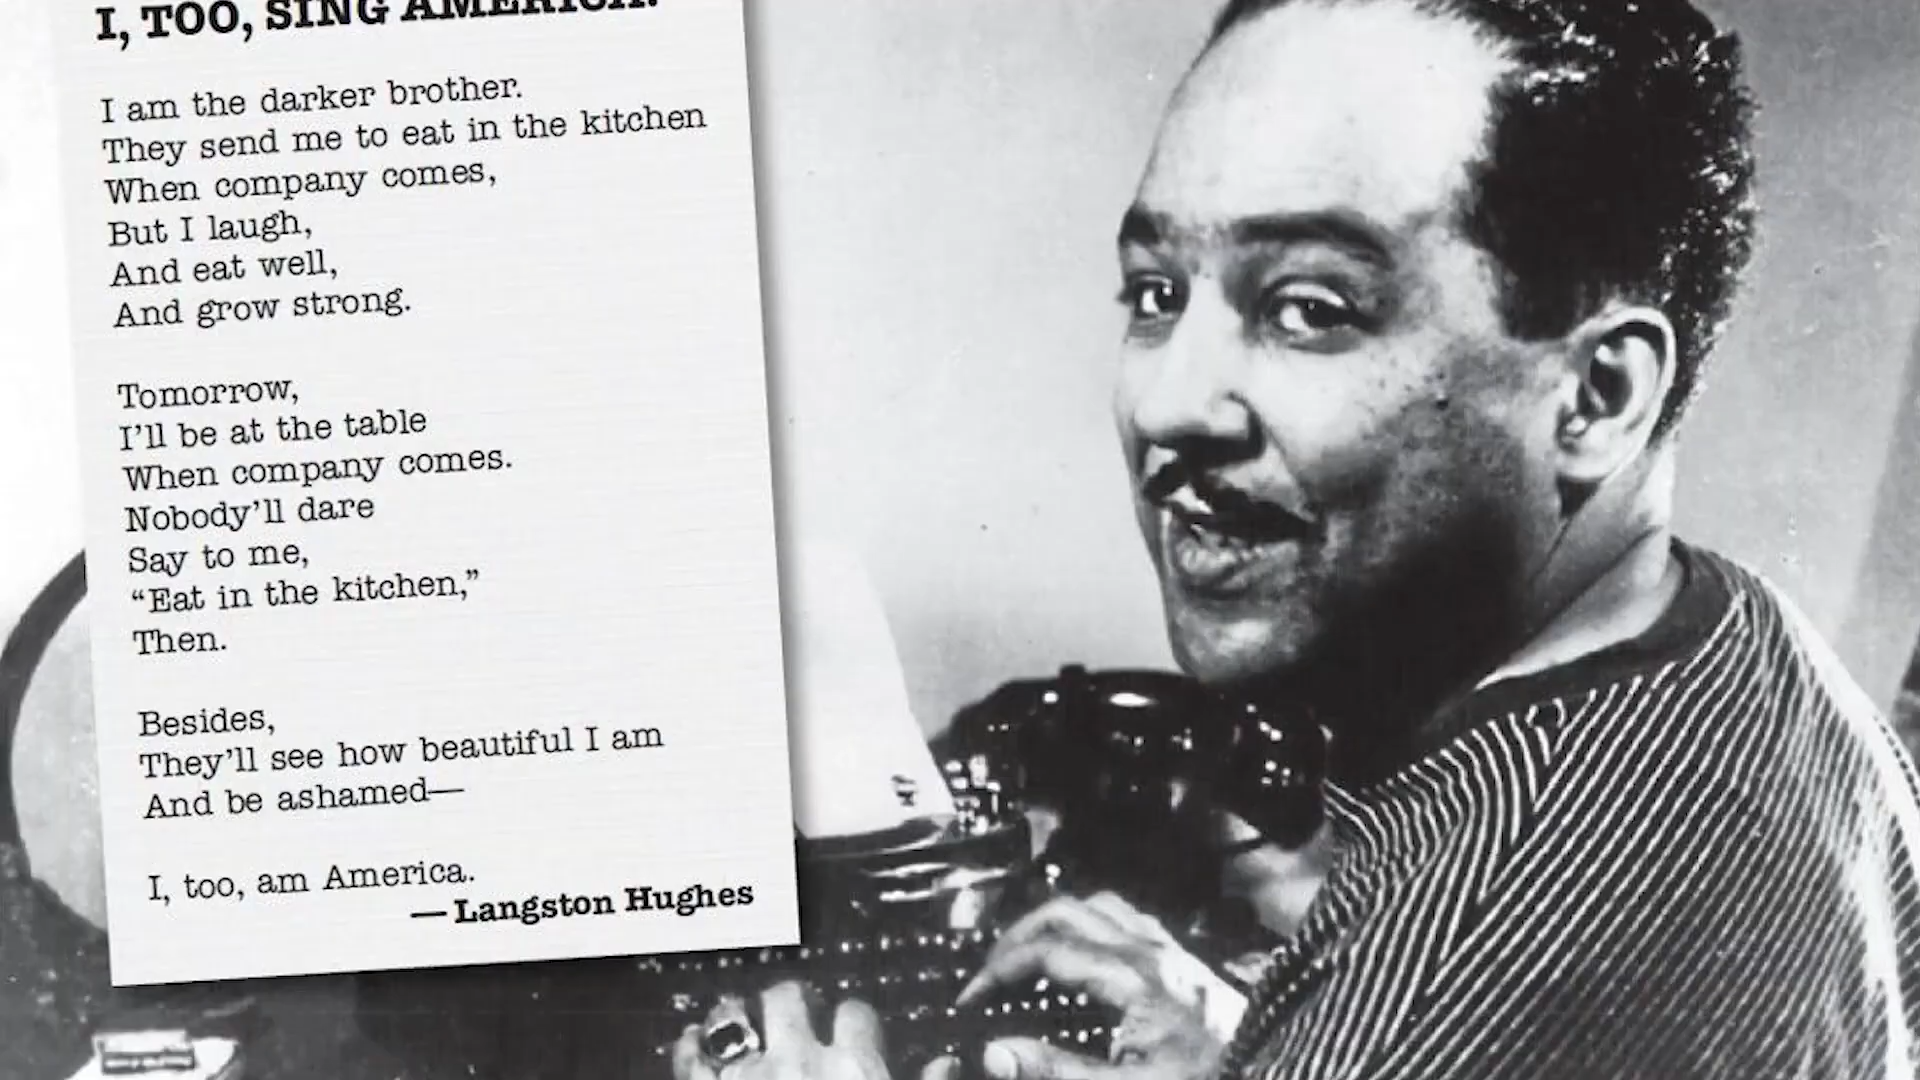 I, TOO, SING AMERICA.
I am the darker brother.
They send me to eat in the kitchen
When company comes,
But I laugh,
And eat well,
And grow strong.
Tomorrow,
I’ll be at the table
When company comes.
Nobody’ll dare
Say to me,
“Eat in the kitchen,”
Then.
Besides,
They’ll see how beautiful I am
And be ashamed—
I, too, am America.
— Langston Hughes